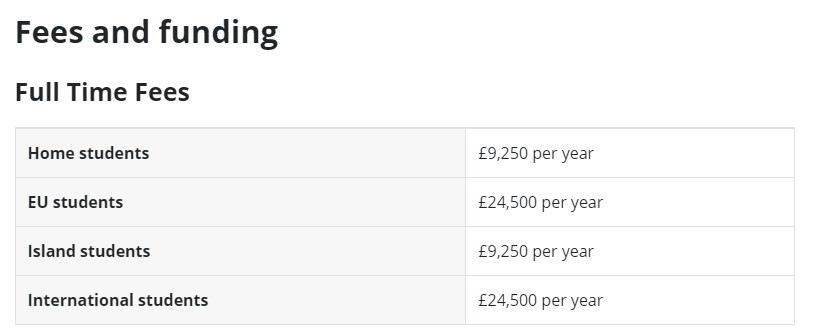 Fees and funding
Full Time Fees
Home students £9,250 per year
EU students £24,500 per year
Island students £9,250 per year
International students £24,500 per year